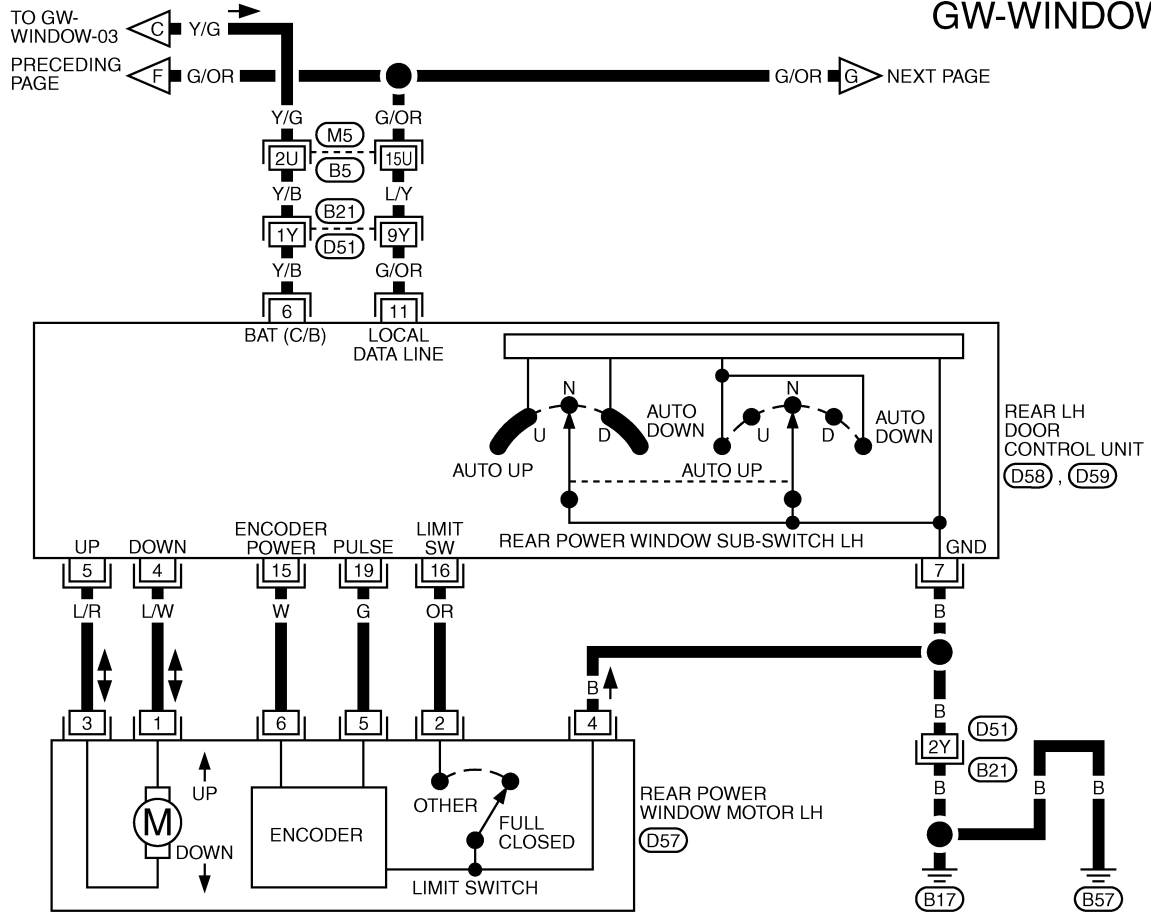 GW-WINDOW
TO GW-
WINDOW-03
C
Y/G
PRECEDING
PAGE
F
G/OR
G/OR
G
NEXT PAGE
Y/G
G/OR
M5
2U
15U
B5
Y/B
L/Y
B21
1Y
9Y
D51
Y/B
G/OR
6
11
BAT (C/B)
LOCAL
DATA LINE
N
U
D
AUTO
DOWN
AUTO UP
N
U
D
AUTO
DOWN
AUTO UP
REAR LH
DOOR
CONTROL UNIT
D58 , D59
REAR POWER WINDOW SUB-SWITCH LH
UP
DOWN
ENCODER
POWER
PULSE
LIMIT
SW
GND
5
4
15
19
16
7
L/R
L/W
W
G
OR
B
B
B
3
1
6
5
2
4
2Y
D51
B21
B
B
B
UP
M
DOWN
ENCODER
OTHER
FULL
CLOSED
LIMIT SWITCH
REAR POWER
WINDOW MOTOR LH
D57
B17
B57